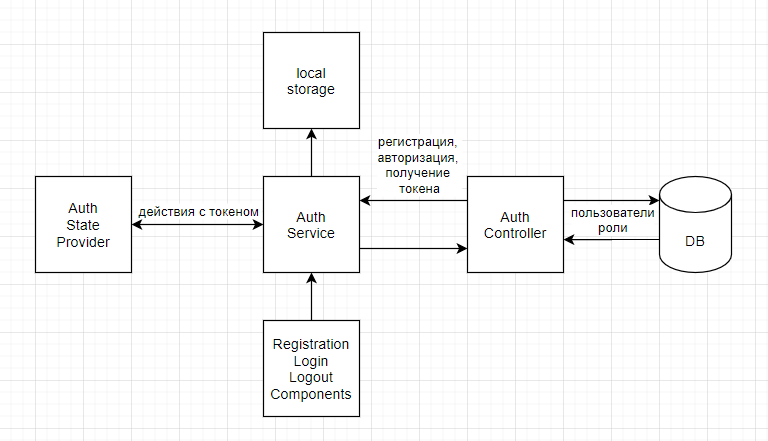 local
storage
регистрация,
авторизация,
получение
токена
Auth
State
Provider
действия с токеном
Auth
Service
Auth
Controller
пользователи
роли
DB
Registration
Login
Logout
Components